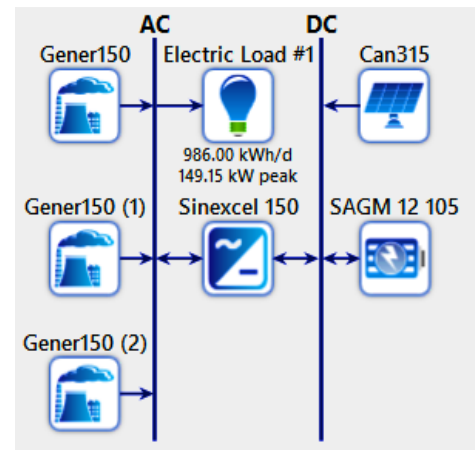 AC DC
Gener150 Electric Load #1 Can315
986.00 kWh/d
149.15 kW peak
Gener150 (1) Sinexcel 150 SAGM 12 105
Gener150 (2)